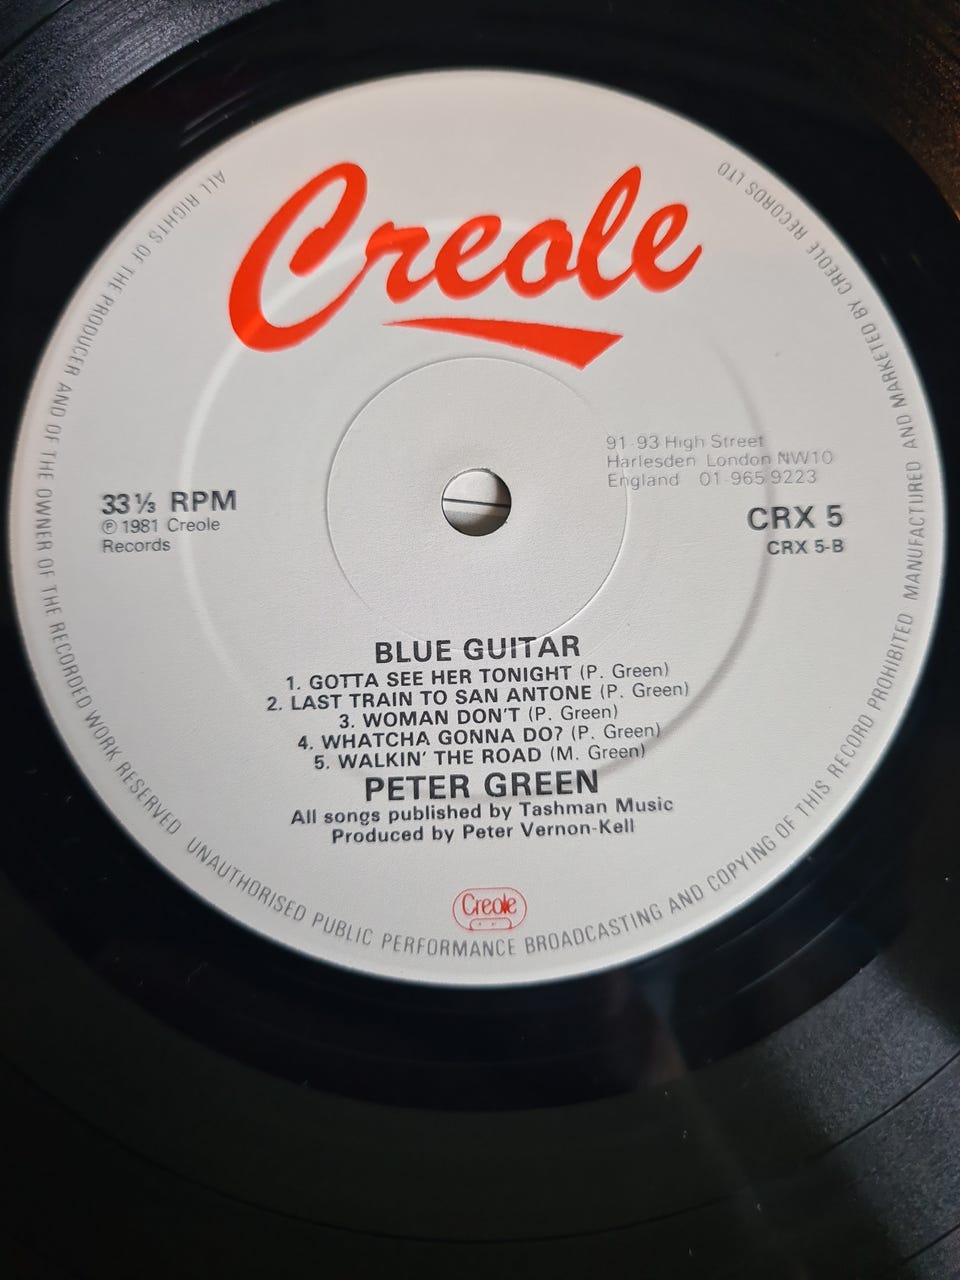 Creole
91-93 High Street
Harlesden London NW10
England 01-965 9223
33⅓ RPM
℗ 1981 Creole
Records
CRX 5
CRX 5-B
BLUE GUITAR
1. GOTTA SEE HER TONIGHT (P. Green)
2. LAST TRAIN TO SAN ANTONE (P. Green)
3. WOMAN DON'T (P. Green)
4. WHATCHA GONNA DO? (P. Green)
5. WALKIN' THE ROAD (M. Green)
PETER GREEN
All songs published by Tashman Music
Produced by Peter Vernon-Kell
Creole
ALL RIGHTS OF THE PRODUCER AND OF THE OWNER OF THE RECORDED WORK RESERVED UNAUTHORISED PUBLIC PERFORMANCE BROADCASTING AND COPYING OF THIS RECORD PROHIBITED MANUFACTURED AND MARKETED BY CREOLE RECORDS LTD